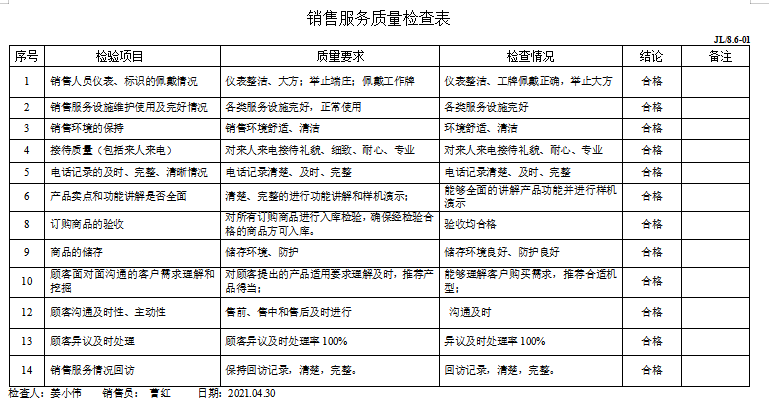 销售服务质量检查表
JL/8.6-01
序号 检验项目 质量要求 检查情况 结论 备注
1 销售人员仪表、标识的佩戴情况 仪表整洁、大方；举止端庄；佩戴工作牌 仪表整洁、工牌佩戴正确，举止大方 合格
2 销售服务设施维护使用及完好情况 各类服务设施完好，正常使用 各类服务设施完好 合格
3 销售环境的保持 销售环境舒适、清洁 环境舒适、清洁 合格
4 接待质量（包括来人来电） 对来人来电接待礼貌、细致、耐心、专业 对来人来电接待礼貌、耐心、专业 合格
5 电话记录的及时、完整、清晰情况 电话记录清楚、及时、完整 电话记录清楚、及时、完整 合格
6 产品卖点和功能讲解是否全面 清楚、完整的进行功能讲解和样机演示； 能够全面的讲解产品功能并进行样机
演示 合格
8 订购商品的验收 对所有订购商品进行入库检验，确保经检验合
格的商品方可入库。 验收均合格 合格
9 商品的储存 储存环境、防护 储存环境良好、防护良好 合格
10 顾客面对面沟通的客户需求理解和
挖掘 对顾客提出的产品适用要求理解及时，推荐产
品得当； 能够理解客户购买需求，推荐合适机
型； 合格
12 顾客沟通及时性、主动性 售前、售中和售后及时进行 沟通及时 合格
13 顾客异议及时处理 顾客异议及时处理率100% 异议及时处理率100% 合格
14 销售服务情况回访 保持回访记录，清楚，完整。 回访记录，清楚，完整。 合格
检查人：姜小伟 销售员： 曹红 日期：2021.04.30